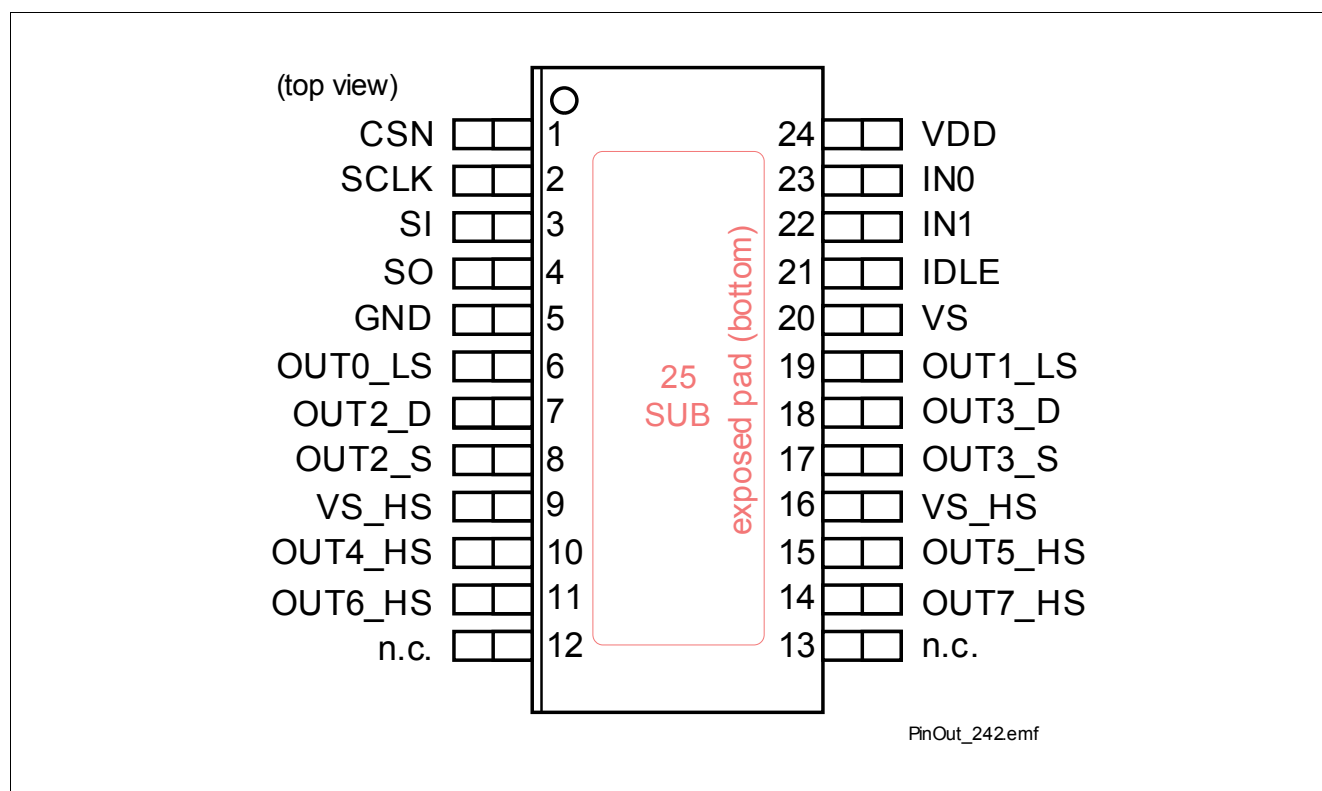 (top view)
CSN 1 24 VDD
SCLK 2 23 IN0
SI 3 22 IN1
SO 4 21 IDLE
GND 5 20 VS
OUT0_LS 6 19 OUT1_LS
OUT2_D 7 18 OUT3_D
OUT2_S 8 17 OUT3_S
VS_HS 9 16 VS_HS
OUT4_HS 10 15 OUT5_HS
OUT6_HS 11 14 OUT7_HS
n.c. 12 13 n.c.
25
SUB
exposed pad (bottom)
PinOut_242.emf